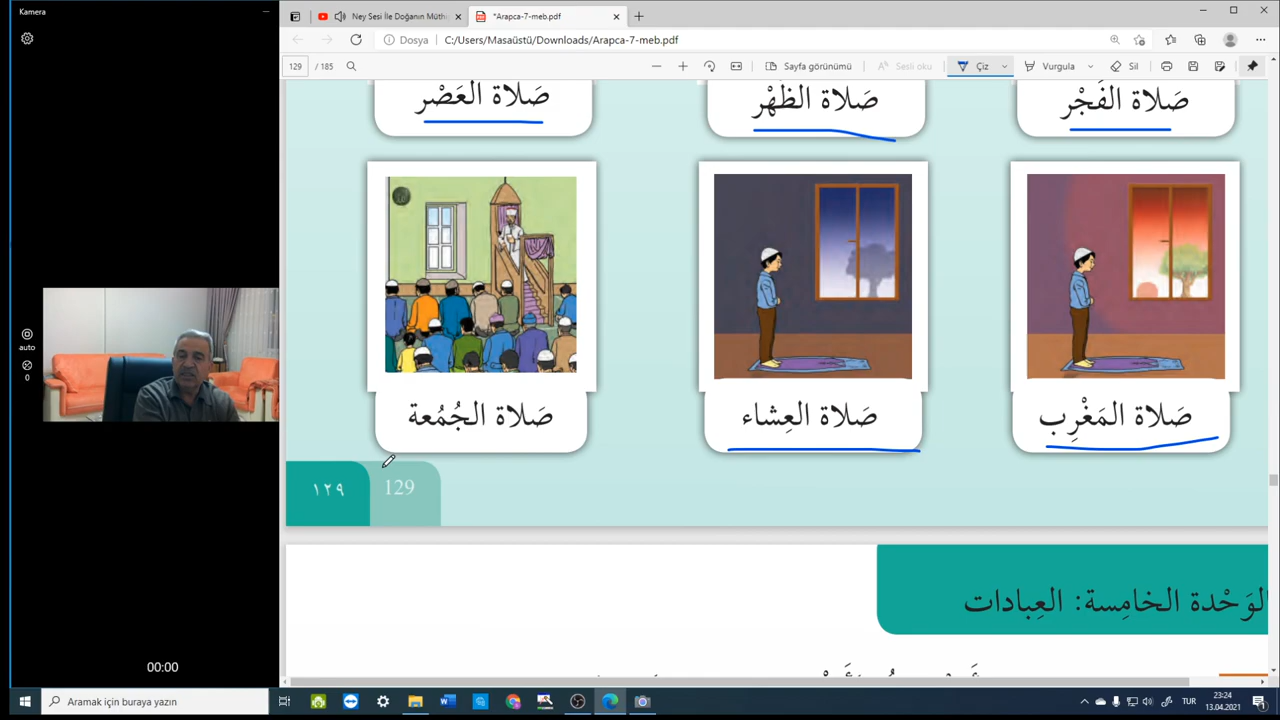 Kamera
Ney Sesi İle Doğanın Müthi
*Arapca-7-meb.pdf
Dosya
C:/Users/Masaüstü/Downloads/Arapca-7-meb.pdf
129 / 185
Sayfa görünümü
Sesli oku
Çiz
Vurgula
Sil
صَلاة الفَجْر
صَلاة الظُهْر
صَلاة العَصْر
صَلاة المَغْرِب
صَلاة العِشاء
صَلاة الجُمُعة
١٢٩
129
auto
0
الوَحْدة الخامِسة: العِبادات
00:00
Aramak için buraya yazın
TUR
23:24
13.04.2021